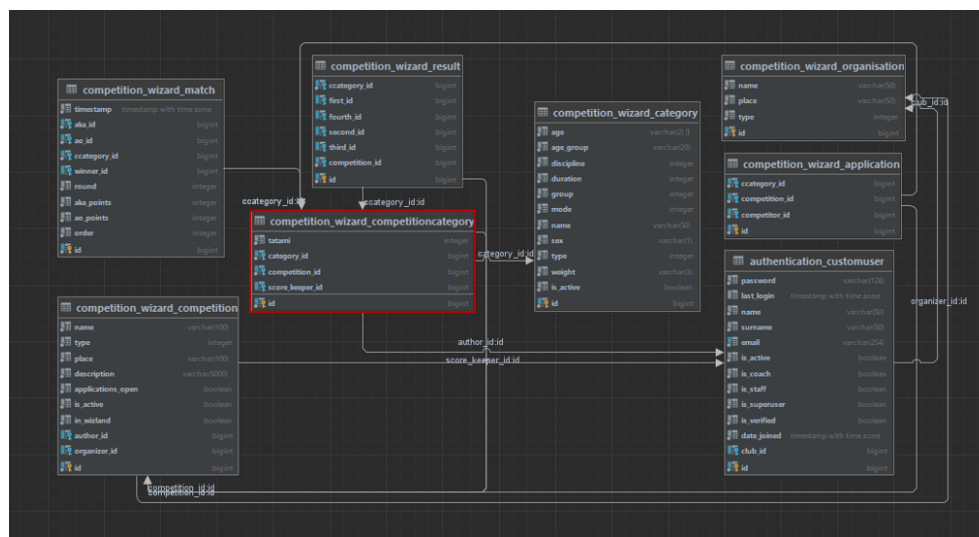 competition_wizard_match
timestamp timestamp with time zone
aka_id bigint
ao_id bigint
ccategory_id bigint
winner_id bigint
round integer
aka_points integer
ao_points integer
order integer
id bigint
competition_wizard_result
ccategory_id bigint
first_id bigint
fourth_id bigint
second_id bigint
third_id bigint
competition_id bigint
id bigint
competition_wizard_category
age
age_group varchar(20)
discipline integer
duration integer
group integer
mode integer
name varchar(50)
sex varchar(1)
type integer
weight varchar(3)
is_active boolean
id bigint
competition_wizard_organisation
name varchar(50)
place varchar(50)
type integer
id bigint
club_id:id
competition_wizard_application
ccategory_id bigint
competition_id bigint
competitor_id bigint
id bigint
ccategory_id:id
competition_wizard_competitioncategory
tatami integer
category_id bigint
competition_id bigint
score_keeper_id bigint
id bigint
category_id:id
authentication_customuser
password varchar(128)
last_login timestamp with time zone
name varchar(50)
surname varchar(50)
email varchar(254)
is_active boolean
is_coach boolean
is_staff boolean
is_superuser boolean
is_verified boolean
date_joined timestamp with time zone
club_id bigint
id bigint
organizer_id:id
competition_wizard_competition
name varchar(100)
type integer
place varchar(100)
description varchar(5000)
applications_open boolean
is_active boolean
in_wizland boolean
author_id bigint
organizer_id bigint
id bigint
author_id:id
score_keeper_id:id
competition_id:id